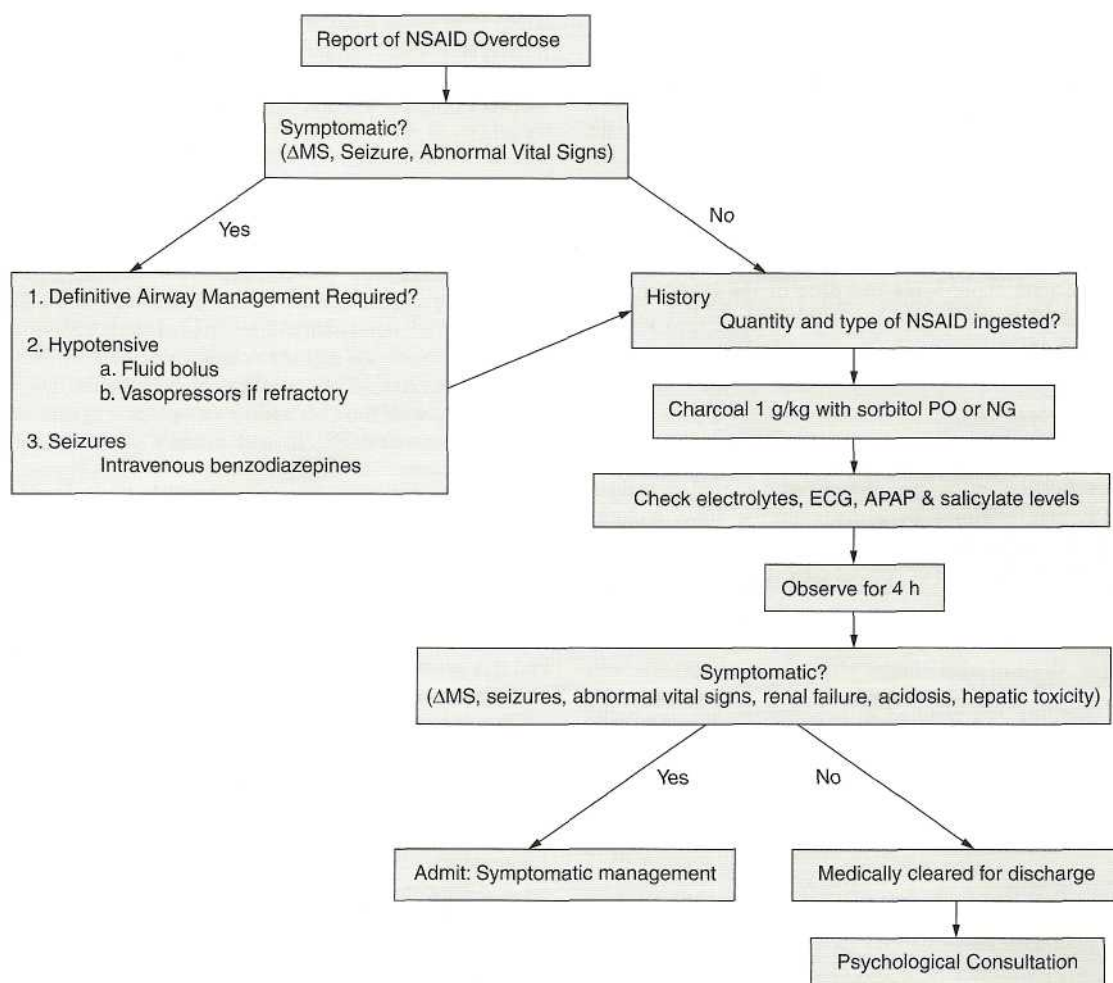 Report of NSAID Overdose
Symptomatic?
(ΔMS, Seizure, Abnormal Vital Signs)
Yes
No
1. Definitive Airway Management Required?
2. Hypotensive
a. Fluid bolus
b. Vasopressors if refractory
3. Seizures
Intravenous benzodiazepines
History
Quantity and type of NSAID ingested?
Charcoal 1 g/kg with sorbitol PO or NG
Check electrolytes, ECG, APAP & salicylate levels
Observe for 4 h
Symptomatic?
(ΔMS, seizures, abnormal vital signs, renal failure, acidosis, hepatic toxicity)
Yes
No
Admit: Symptomatic management
Medically cleared for discharge
Psychological Consultation